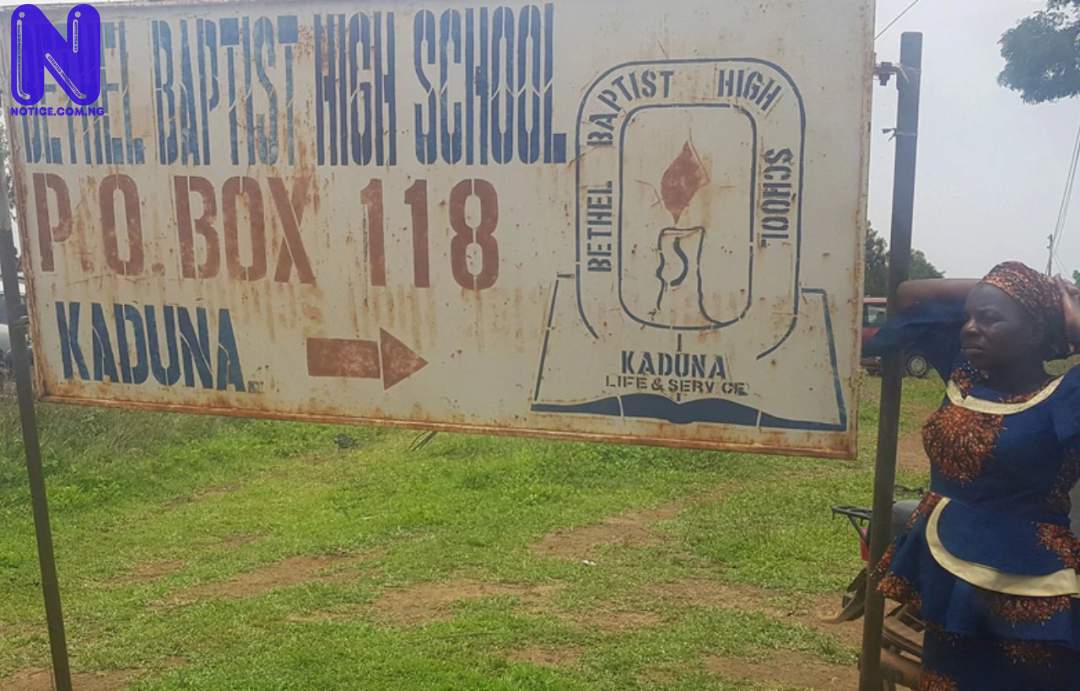 N
NOTICE.COM.NG
BETHEL BAPTIST HIGH SCHOOL
P.O.BOX 118
KADUNA
BETHEL BAPTIST HIGH SCHOOL
KADUNA
LIFE & SERVICE